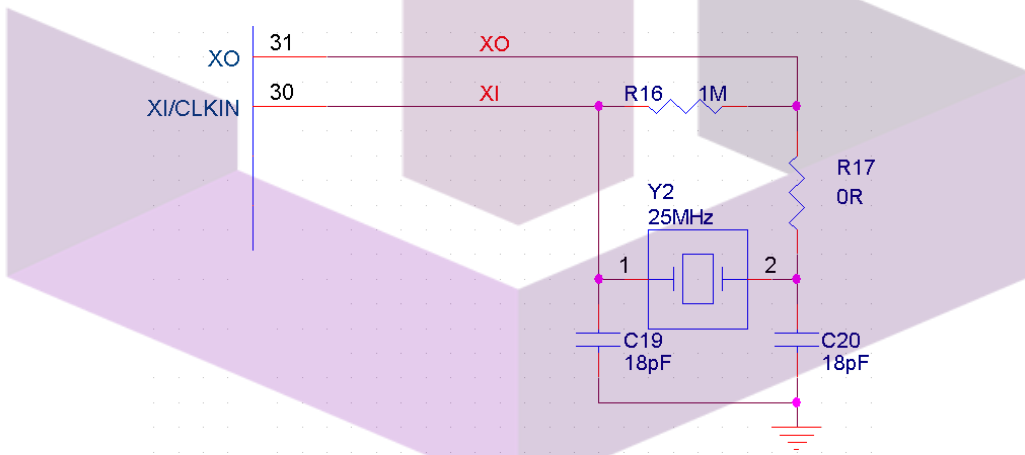 31
XO
XO
30
XI/CLKIN
XI
R16 1M
R17
0R
Y2
25MHz
1
2
C19
18pF
C20
18pF